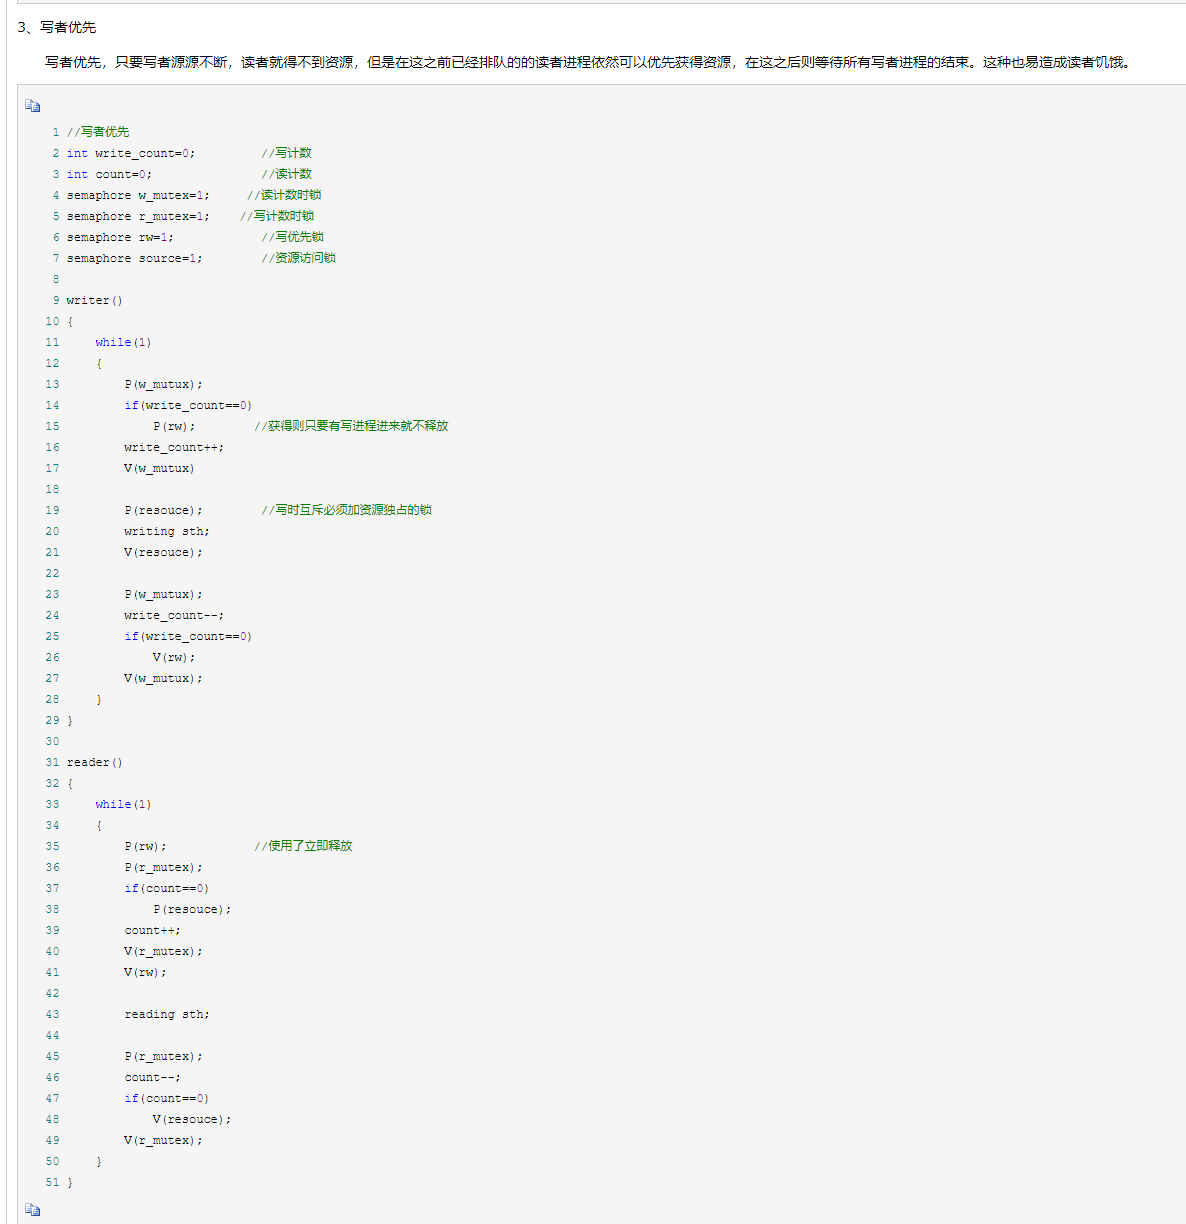 3、写者优先
写者优先，只要写者源源不断，读者就得不到资源，但是在这之前已经排队的的读者进程依然可以优先获得资源，在这之后则等待所有写者进程的结束。这种也易造成读者饥饿。
1 //写者优先
2 int write_count=0;         //写计数
3 int count=0;               //读计数
4 semaphore w_mutex=1;     //读计数时锁
5 semaphore r_mutex=1;    //写计数时锁
6 semaphore rw=1;            //写优先锁
7 semaphore source=1;        //资源访问锁
8
9 writer()
10 {
11     while(1)
12     {
13         P(w_mutux);
14         if(write_count==0)
15             P(rw);        //获得则只要有写进程进来就不释放
16         write_count++;
17         V(w_mutux)
18
19         P(resouce);        //写时互斥必须加资源独占的锁
20         writing sth;
21         V(resouce);
22
23         P(w_mutux);
24         write_count--;
25         if(write_count==0)
26             V(rw);
27         V(w_mutux);
28     }
29 }
30
31 reader()
32 {
33     while(1)
34     {
35         P(rw);            //使用了立即释放
36         P(r_mutex);
37         if(count==0)
38             P(resouce);
39         count++;
40         V(r_mutex);
41         V(rw);
42
43         reading sth;
44
45         P(r_mutex);
46         count--;
47         if(count==0)
48             V(resouce);
49         V(r_mutex);
50     }
51 }